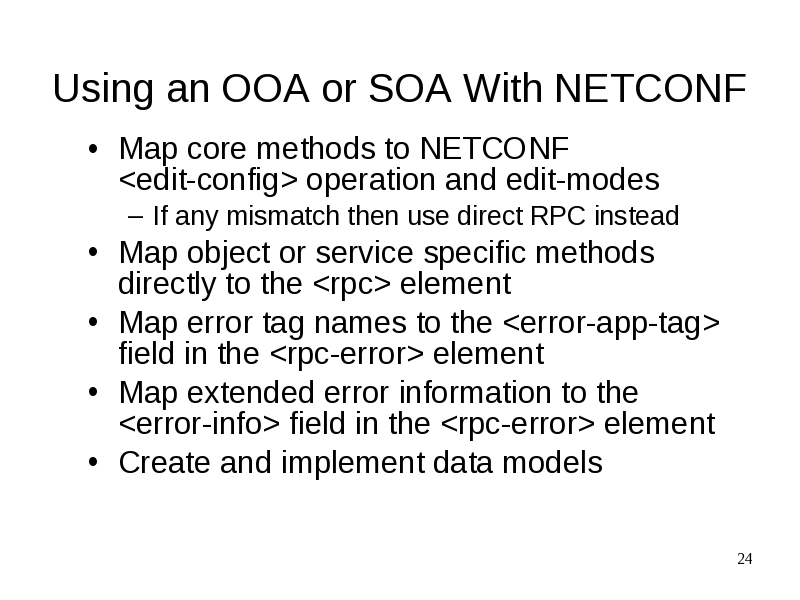 Using an OOA or SOA With NETCONF
• Map core methods to NETCONF
<edit-config> operation and edit-modes
– If any mismatch then use direct RPC instead
• Map object or service specific methods
directly to the <rpc> element
• Map error tag names to the <error-app-tag>
field in the <rpc-error> element
• Map extended error information to the
<error-info> field in the <rpc-error> element
• Create and implement data models
24